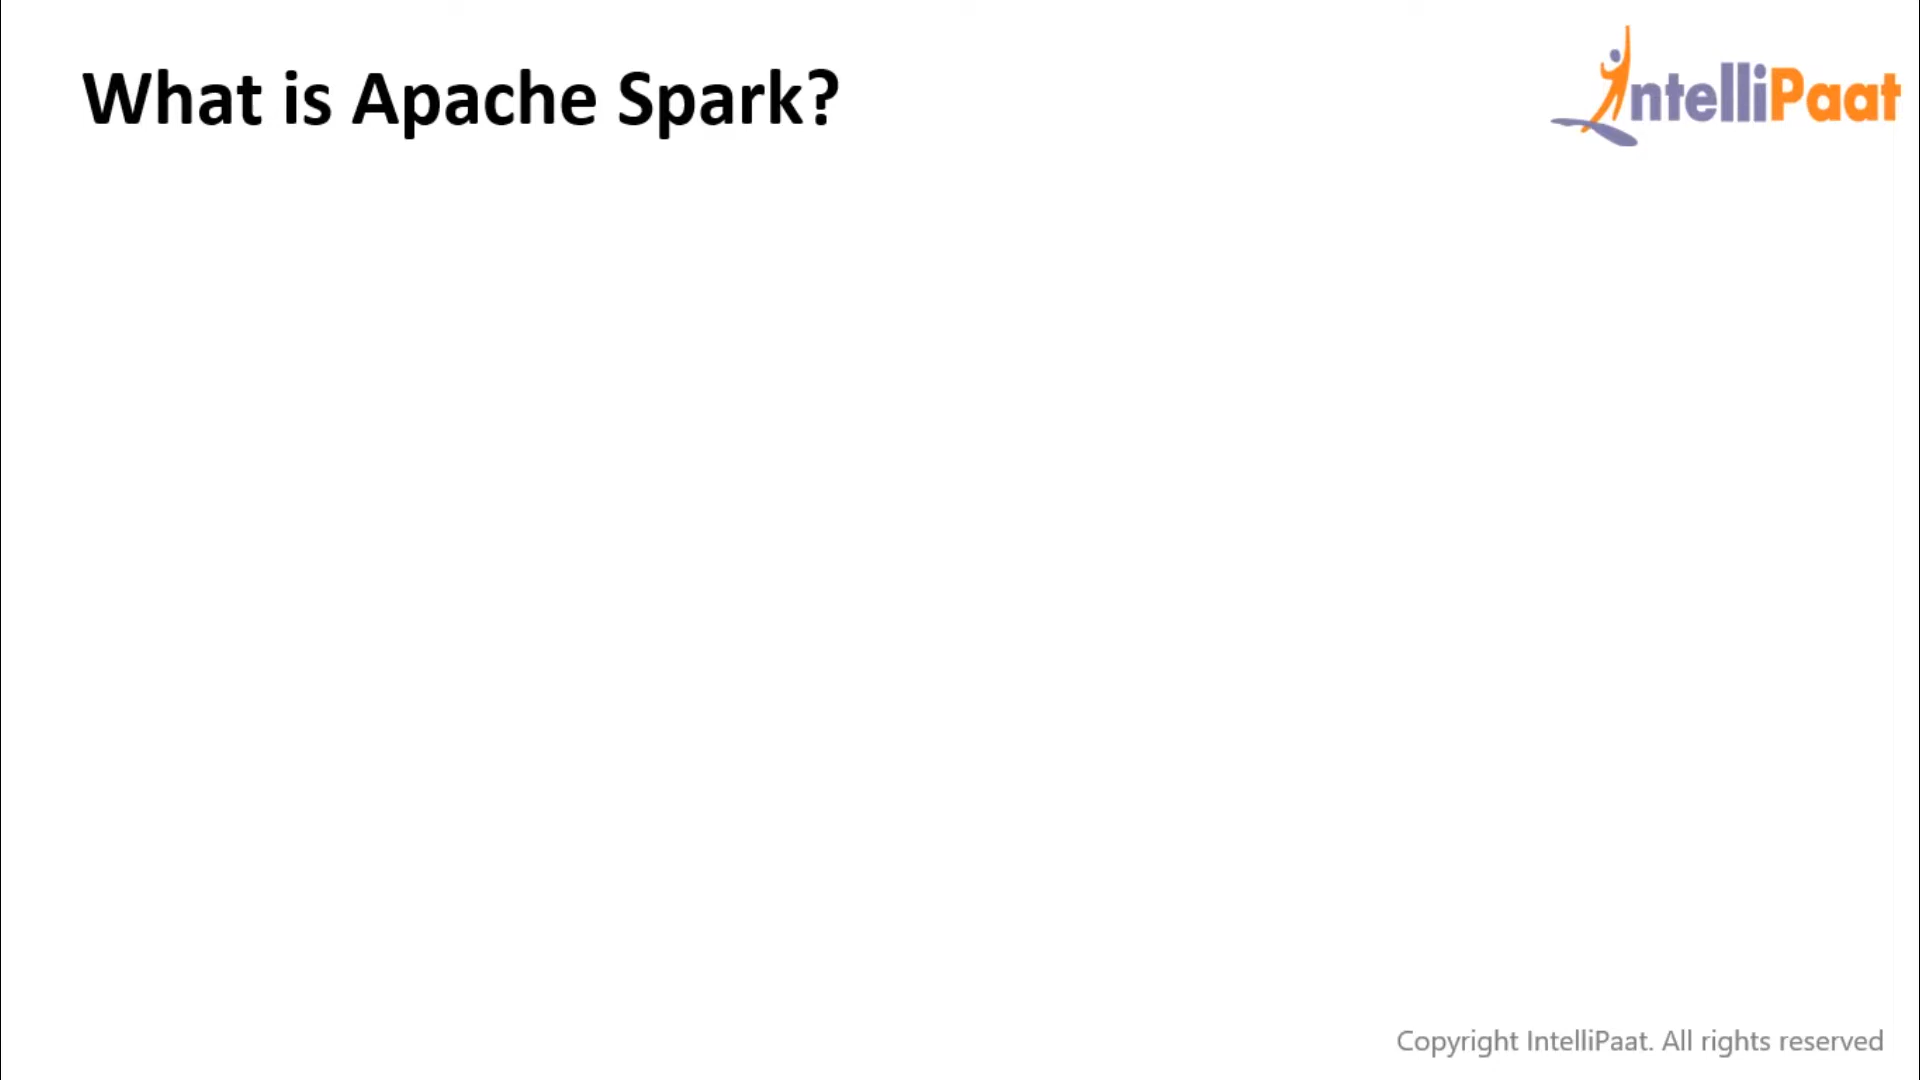 What is Apache Spark?
IntelliPaat
Copyright IntelliPaat. All rights reserved